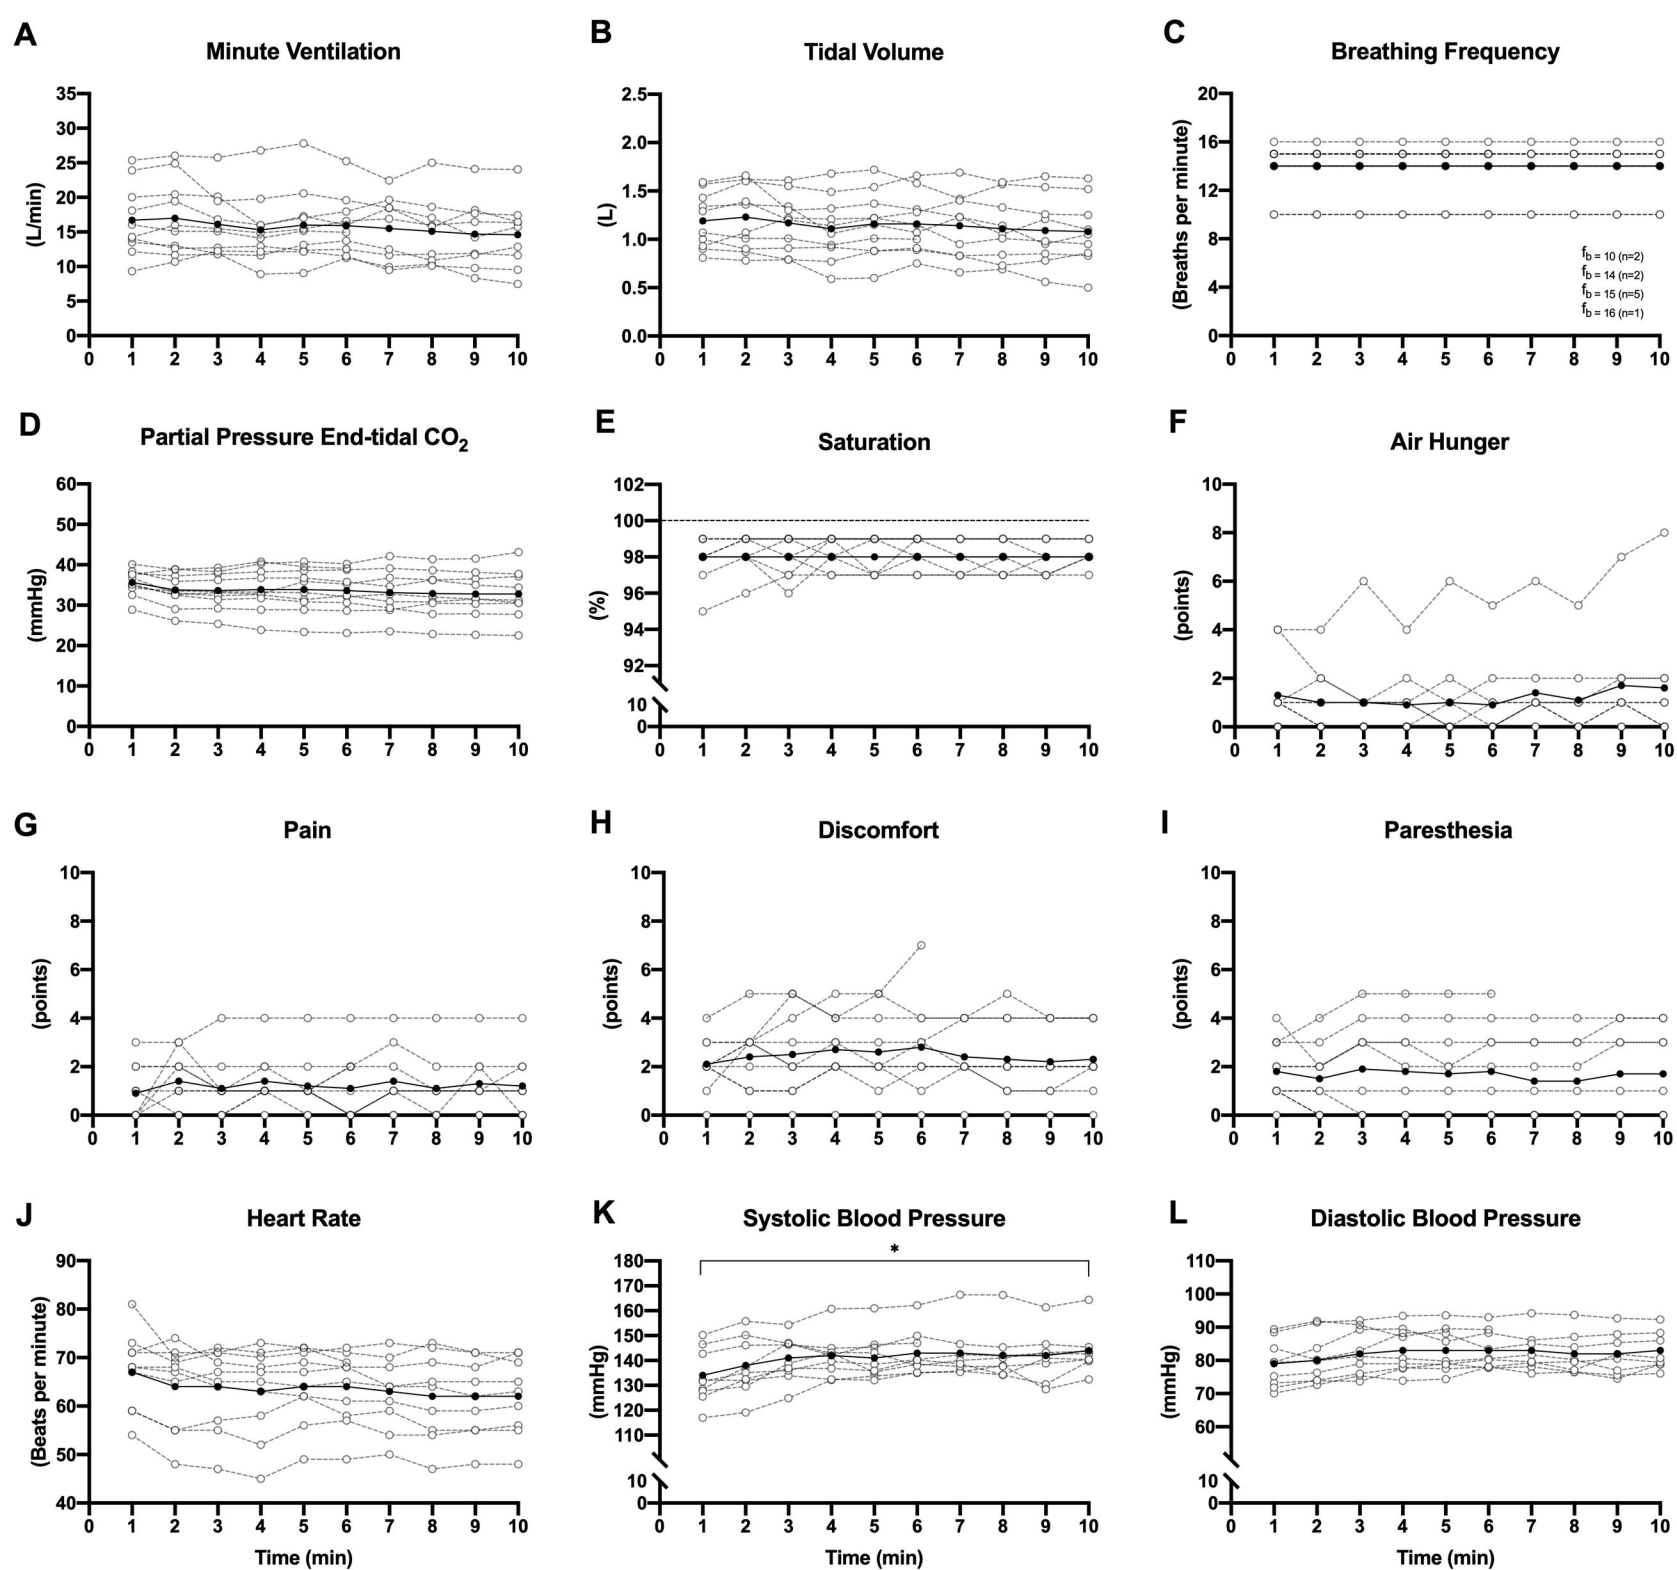 A
Minute Ventilation
(L/min)
35
30
25
20
15
10
5
0
0 1 2 3 4 5 6 7 8 9 10
B
Tidal Volume
(L)
2.5
2.0
1.5
1.0
0.5
0.0
0 1 2 3 4 5 6 7 8 9 10
C
Breathing Frequency
(Breaths per minute)
20
16
12
8
4
0
fb = 10 (n=2)
fb = 14 (n=2)
fb = 15 (n=5)
fb = 16 (n=1)
0 1 2 3 4 5 6 7 8 9 10
D
Partial Pressure End-tidal CO2
(mmHg)
60
50
40
30
20
10
0
0 1 2 3 4 5 6 7 8 9 10
E
Saturation
(%)
102
100
98
96
94
92
10
0
0 1 2 3 4 5 6 7 8 9 10
F
Air Hunger
(points)
10
8
6
4
2
0
0 1 2 3 4 5 6 7 8 9 10
G
Pain
(points)
10
8
6
4
2
0
0 1 2 3 4 5 6 7 8 9 10
H
Discomfort
(points)
10
8
6
4
2
0
0 1 2 3 4 5 6 7 8 9 10
I
Paresthesia
(points)
10
8
6
4
2
0
0 1 2 3 4 5 6 7 8 9 10
J
Heart Rate
(Beats per minute)
90
80
70
60
50
40
0 1 2 3 4 5 6 7 8 9 10
Time (min)
K
Systolic Blood Pressure
*
(mmHg)
180
170
160
150
140
130
120
110
10
0
0 1 2 3 4 5 6 7 8 9 10
Time (min)
L
Diastolic Blood Pressure
(mmHg)
110
100
90
80
70
60
10
0
0 1 2 3 4 5 6 7 8 9 10
Time (min)